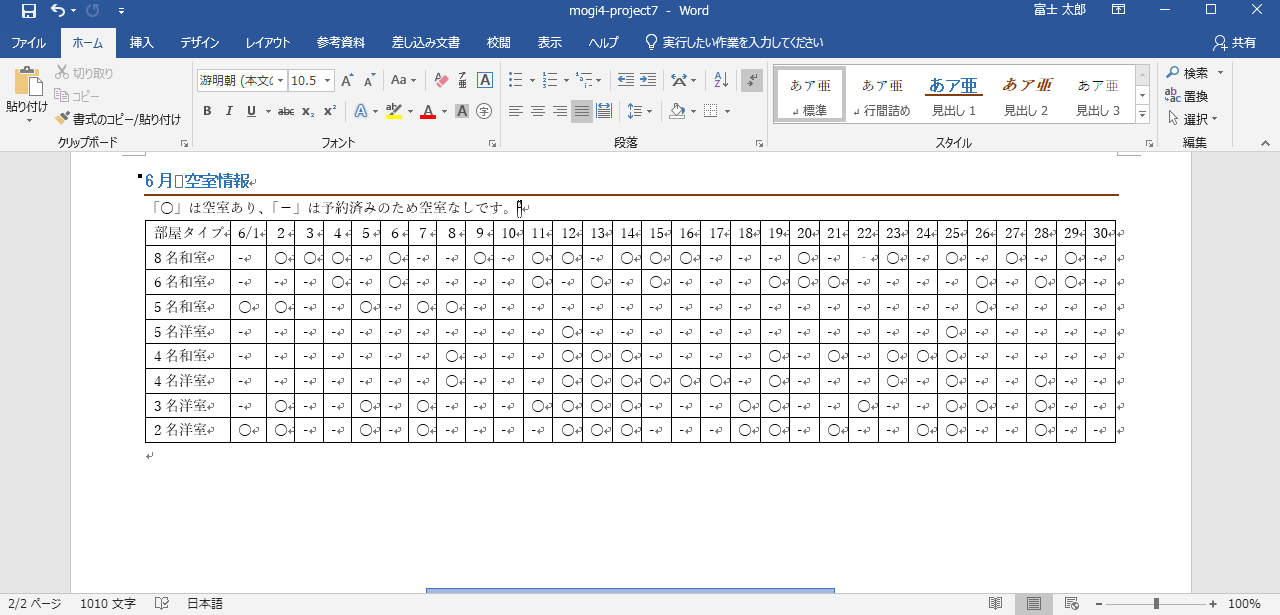 mogi4-project7 - Word
富士 太郎
ファイル ホーム 挿入 デザイン レイアウト 参考資料 差し込み文書 校閲 表示 ヘルプ 実行したい作業を入力してください 共有
貼り付け
切り取り
コピー
書式のコピー/貼り付け
クリップボード
游明朝 (本文の 10.5
フォント
段落
あア亜 標準
あア亜 行間詰め
あア亜 見出し 1
あア亜 見出し 2
あア亜 見出し 3
スタイル
検索
置換
選択
編集
6月 空室情報
「○」は空室あり、「－」は予約済みのため空室なしです。
部屋タイプ 6/1 2 3 4 5 6 7 8 9 10 11 12 13 14 15 16 17 18 19 20 21 22 23 24 25 26 27 28 29 30
8名和室 - ○ ○ ○ - ○ - - ○ - ○ ○ - ○ ○ ○ - - - ○ - - ○ - ○ - ○ - ○ -
6名和室 - - - ○ - ○ - - - - ○ - ○ - ○ - - - ○ ○ ○ - - - - ○ - ○ ○ -
5名和室 ○ ○ - - ○ - ○ ○ - - - - - - - - - - - - - - - - - ○ - - - -
5名洋室 - - - - - - - - - - - ○ - - - - - - - - - - - - ○ - - - - -
4名和室 - - - - - - - ○ - - - ○ ○ ○ - - - - ○ - ○ - ○ ○ ○ - - - - -
4名洋室 - - - - - - - ○ - - - ○ ○ ○ ○ ○ ○ - ○ - - - ○ - ○ - - ○ - -
3名洋室 - ○ - - ○ - ○ - - - ○ ○ ○ ○ - - - ○ ○ - - ○ - - ○ ○ - ○ - -
2名洋室 ○ ○ - - ○ - ○ - - - - ○ ○ ○ - - - ○ ○ - ○ - - ○ ○ - - ○ - -
2/2 ページ 1010 文字 日本語 100%